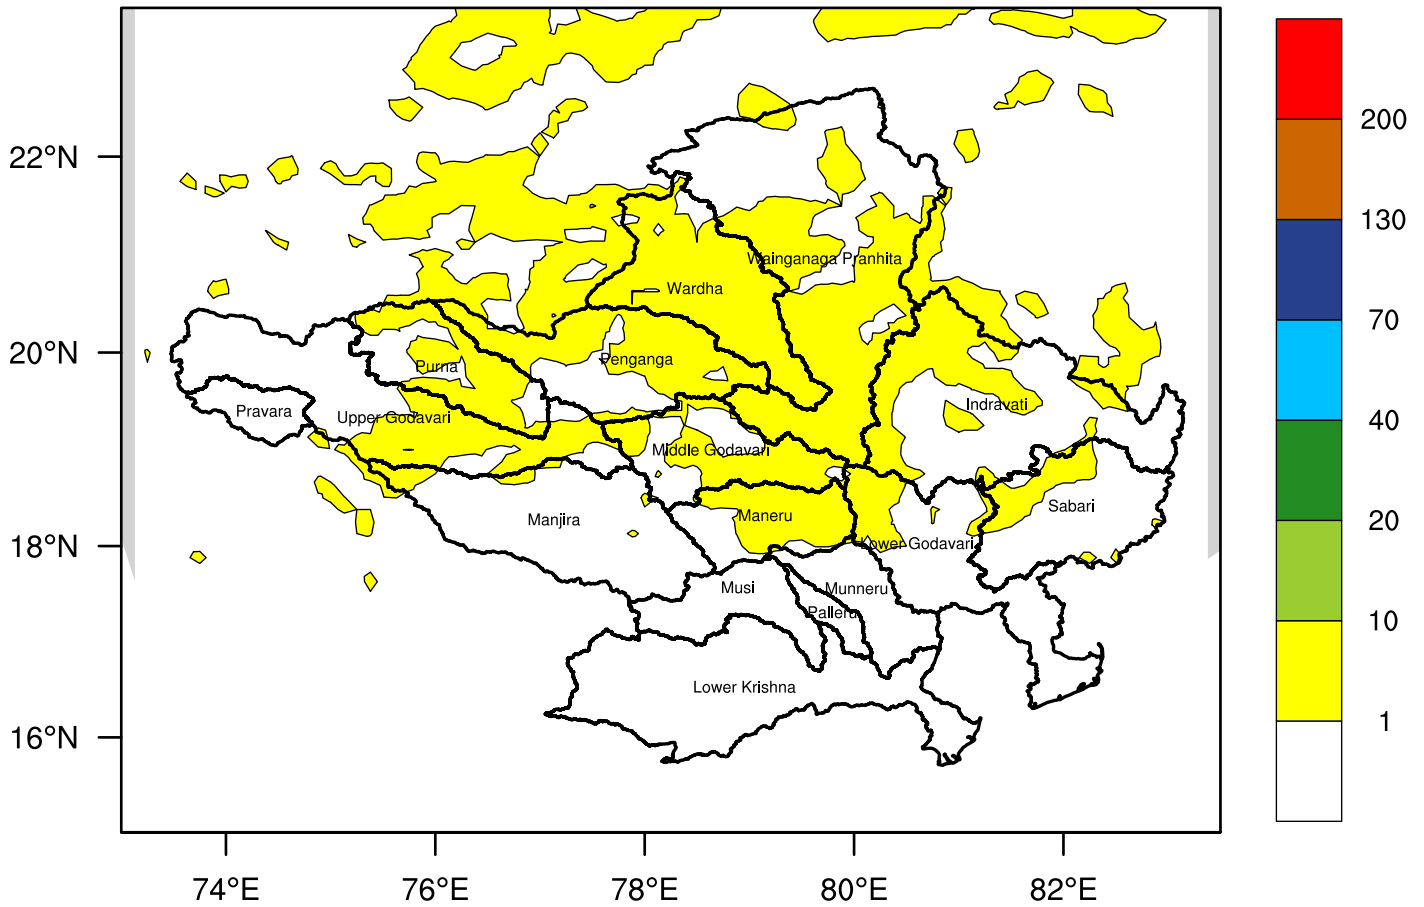 200
22°N
130
Wainganaga Pranhita
Wardha
70
20°N
Penganga
Purna
Indravati
Pravara
Upper Godavari
40
Middle Godavari
Sabari
Maneru
Manjira
20
18°N
Lower Godavari
Musi
Munneru
Palleru
10
Lower Krishna
1
16°N
74°E
76°E
78°E
80°E
82°E